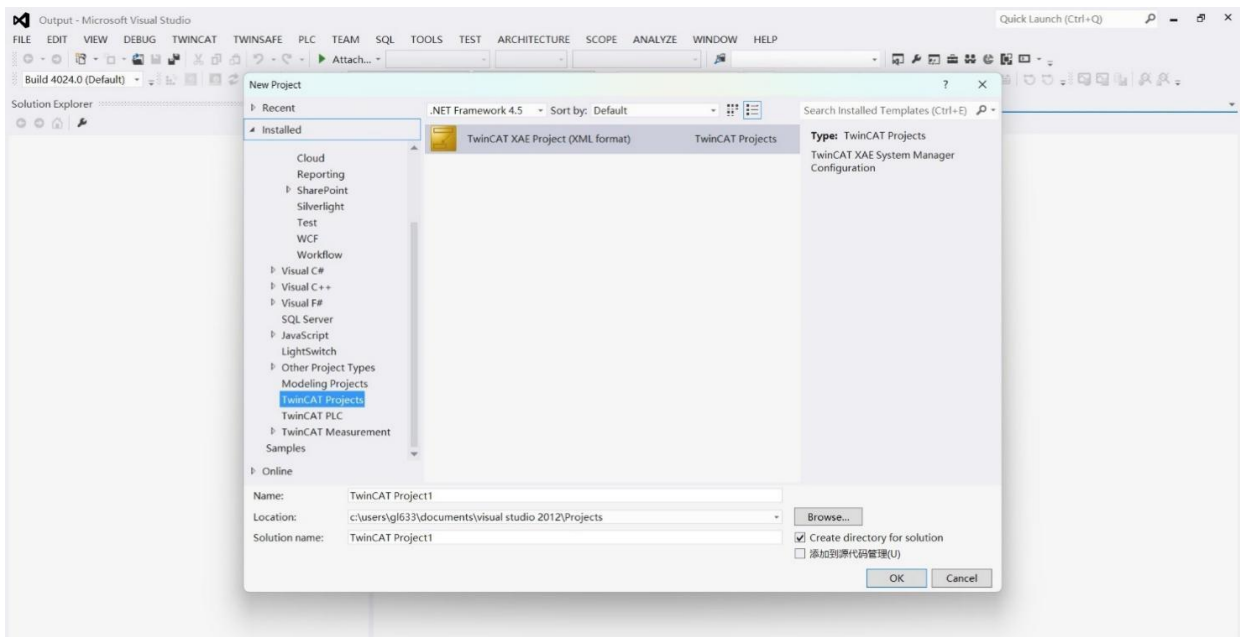 Output - Microsoft Visual Studio
Quick Launch (Ctrl+Q)
FILE EDIT VIEW DEBUG TWINCAT TWINSAFE PLC TEAM SQL TOOLS TEST ARCHITECTURE SCOPE ANALYZE WINDOW HELP
Attach...
Build 4024.0 (Default)
Solution Explorer
New Project
Recent
Installed
Cloud
Reporting
SharePoint
Silverlight
Test
WCF
Workflow
Visual C#
Visual C++
Visual F#
SQL Server
JavaScript
LightSwitch
Other Project Types
Modeling Projects
TwinCAT Projects
TwinCAT PLC
TwinCAT Measurement
Samples
Online
.NET Framework 4.5 Sort by: Default
TwinCAT XAE Project (XML format) TwinCAT Projects
Search Installed Templates (Ctrl+E)
Type: TwinCAT Projects
TwinCAT XAE System Manager
Configuration
Name: TwinCAT Project1
Location: c:\users\gl633\documents\visual studio 2012\Projects
Browse...
Solution name: TwinCAT Project1
Create directory for solution
添加到源代码管理(U)
OK Cancel